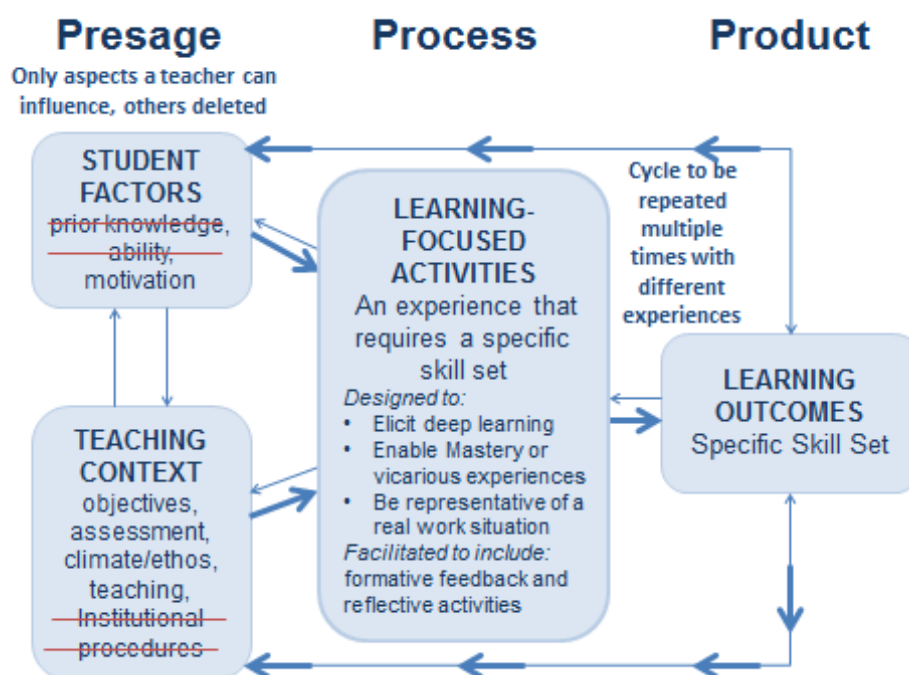 Presage
Process
Product
Only aspects a teacher can
influence, others deleted
STUDENT
FACTORS
prior knowledge,
ability,
motivation
TEACHING
CONTEXT
objectives,
assessment,
climate/ethos,
teaching,
Institutional
procedures
LEARNING-
FOCUSED
ACTIVITIES
An experience that
requires a specific
skill set
Designed to:
• Elicit deep learning
• Enable Mastery or
vicarious experiences
• Be representative of a
real work situation
Facilitated to include:
formative feedback and
reflective activities
Cycle to be
repeated
multiple
times with
different
experiences
LEARNING
OUTCOMES
Specific Skill Set